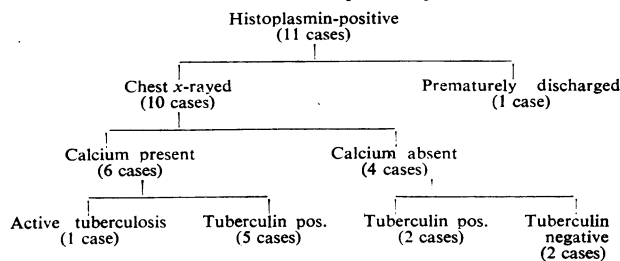 Histoplasmin-positive
(11 cases)
Chest x-rayed
(10 cases)
Prematurely discharged
(1 case)
Calcium present
(6 cases)
Calcium absent
(4 cases)
Active tuberculosis
(1 case)
Tuberculin pos.
(5 cases)
Tuberculin pos.
(2 cases)
Tuberculin
negative
(2 cases)